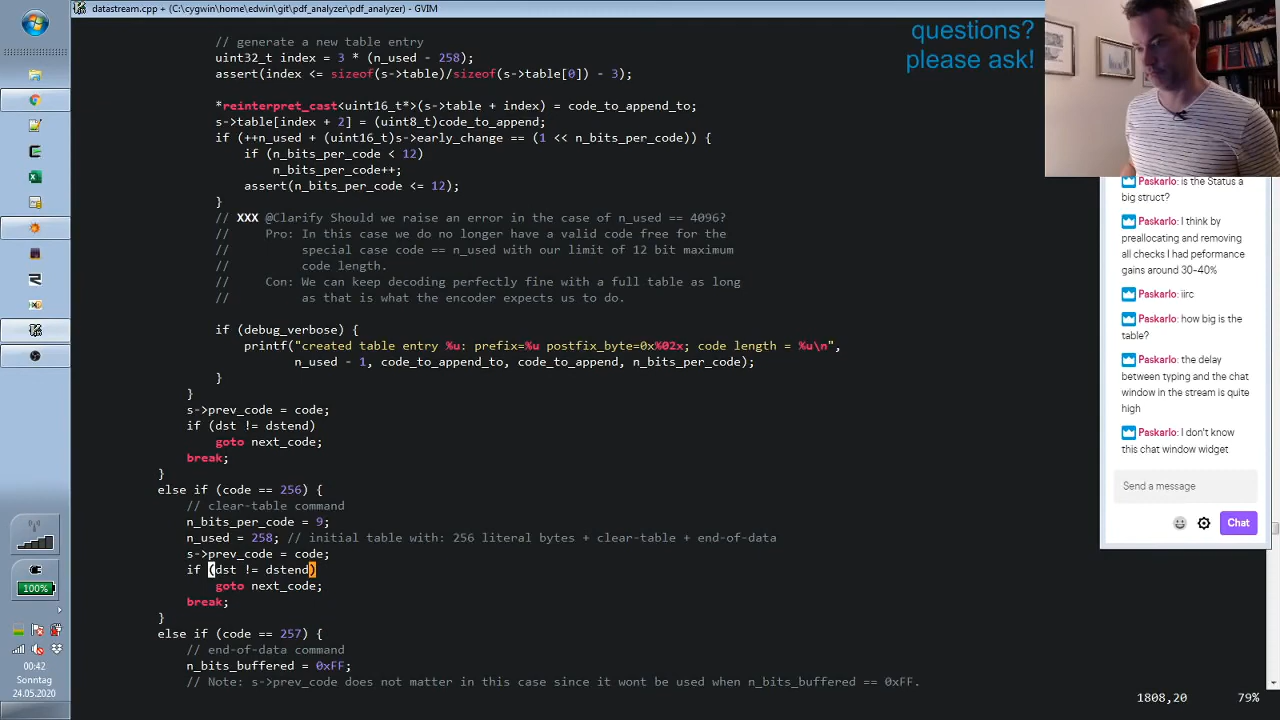 datastream.cpp + (C:\cygwin\home\edwin\git\pdf_analyzer\pdf_analyzer) - GVIM
// generate a new table entry
uint32_t index = 3 * (n_used - 258);
assert(index <= sizeof(s->table)/sizeof(s->table[0]) - 3);
*reinterpret_cast<uint16_t*>(s->table + index) = code_to_append_to;
s->table[index + 2] = (uint8_t)code_to_append;
if (++n_used + (uint16_t)s->early_change == (1 << n_bits_per_code)) {
if (n_bits_per_code < 12)
n_bits_per_code++;
assert(n_bits_per_code <= 12);
}
// XXX @Clarify Should we raise an error in the case of n_used == 4096?
// Pro: In this case we do no longer have a valid code free for the
// special case code == n_used with our limit of 12 bit maximum
// code length.
// Con: We can keep decoding perfectly fine with a full table as long
// as that is what the encoder expects us to do.
if (debug_verbose) {
printf("created table entry %u: prefix=%u postfix_byte=0x%02x; code length = %u\n",
n_used - 1, code_to_append_to, code_to_append, n_bits_per_code);
}
}
s->prev_code = code;
if (dst != dstend)
goto next_code;
break;
}
else if (code == 256) {
// clear-table command
n_bits_per_code = 9;
n_used = 258; // initial table with: 256 literal bytes + clear-table + end-of-data
s->prev_code = code;
if (dst != dstend)
goto next_code;
break;
}
else if (code == 257) {
// end-of-data command
n_bits_buffered = 0xFF;
// Note: s->prev_code does not matter in this case since it wont be used when n_bits_buffered == 0xFF.
1808,20 79%
questions?
please ask!
Paskarlo: is the Status a
big struct?
Paskarlo: I think by
preallocating and removing
all checks I had peformance
gains around 30-40%
Paskarlo: iirc
Paskarlo: how big is the
table?
Paskarlo: the delay
between typing and the chat
window in the stream is quite
high
Paskarlo: I don't know
this chat window widget
Send a message
Chat
100%
00:42
Sonntag
24.05.2020